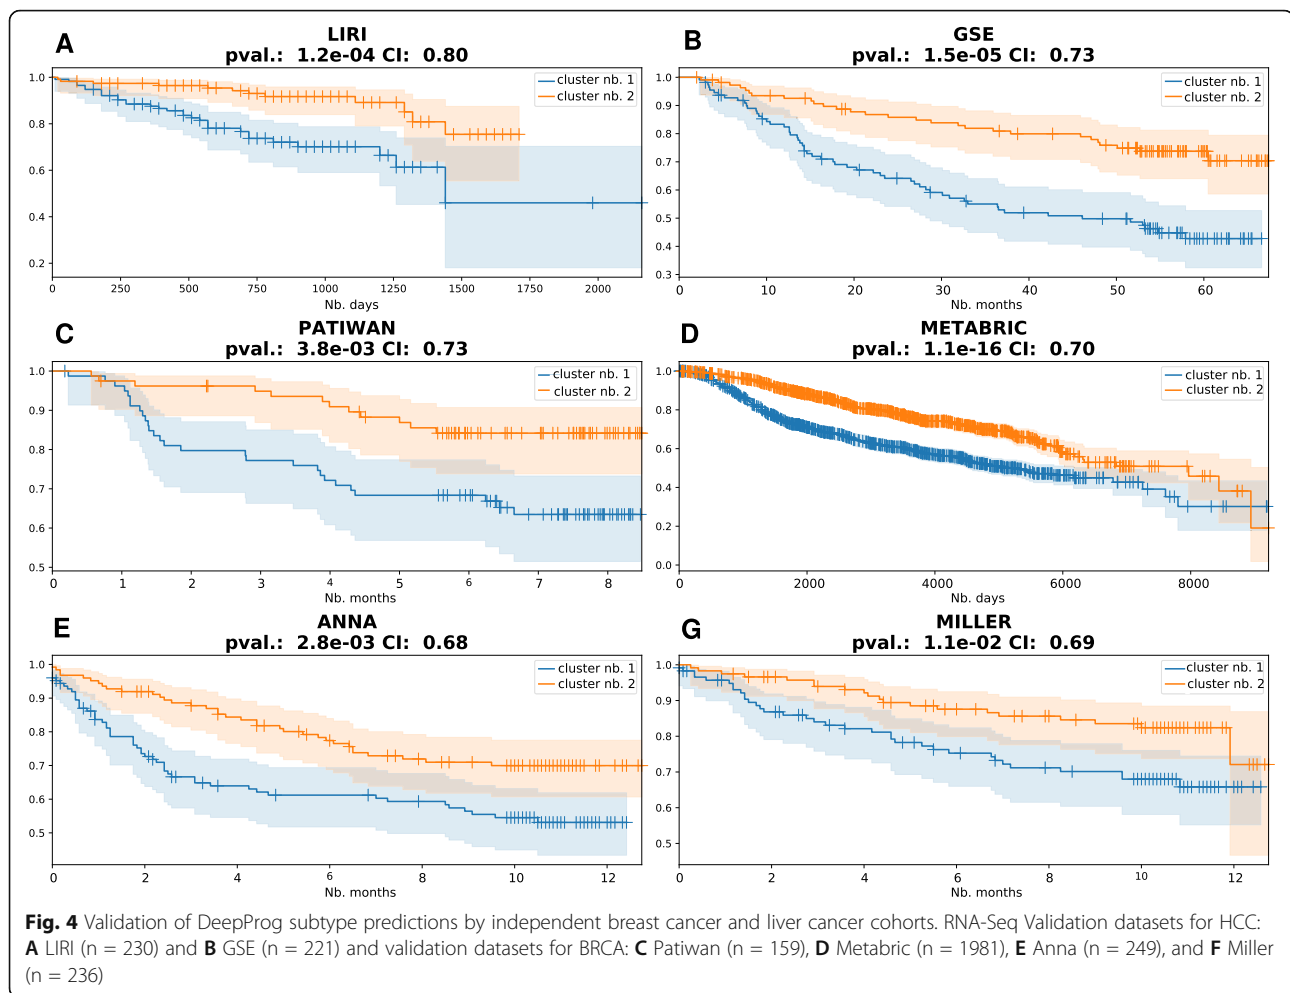 A
LIRI
pval.: 1.2e-04 CI: 0.80
cluster nb. 1
cluster nb. 2
1.0
0.8
0.6
0.4
0.2
0 250 500 750 1000 1250 1500 1750 2000
Nb. days
B
GSE
pval.: 1.5e-05 CI: 0.73
cluster nb. 1
cluster nb. 2
1.0
0.9
0.8
0.7
0.6
0.5
0.4
0.3
0 10 20 30 40 50 60
Nb. months
C
PATIWAN
pval.: 3.8e-03 CI: 0.73
cluster nb. 1
cluster nb. 2
1.0
0.9
0.8
0.7
0.6
0.5
0 1 2 3 4 5 6 7 8
Nb. months
D
METABRIC
pval.: 1.1e-16 CI: 0.70
cluster nb. 1
cluster nb. 2
1.0
0.8
0.6
0.4
0.2
0.0
0 2000 4000 6000 8000
Nb. days
E
ANNA
pval.: 2.8e-03 CI: 0.68
cluster nb. 1
cluster nb. 2
1.0
0.9
0.8
0.7
0.6
0.5
0 2 4 6 8 10 12
Nb. months
G
MILLER
pval.: 1.1e-02 CI: 0.69
cluster nb. 1
cluster nb. 2
1.0
0.9
0.8
0.7
0.6
0.5
0 2 4 6 8 10 12
Nb. months
Fig. 4 Validation of DeepProg subtype predictions by independent breast cancer and liver cancer cohorts. RNA-Seq Validation datasets for HCC:
A LIRI (n = 230) and B GSE (n = 221) and validation datasets for BRCA: C Patiwan (n = 159), D Metabric (n = 1981), E Anna (n = 249), and F Miller
(n = 236)